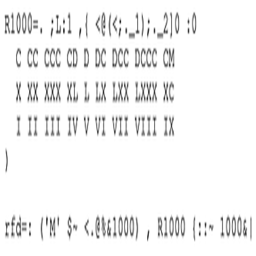 R1000=. ;L:1 ,{ <@(<;._1);._2]0 :0
C CC CCC CD D DC DCC DCCC CM
X XX XXX XL L LX LXX LXXX XC
I II III IV V VI VII VIII IX
)
rfd=: ('M' $~ <.@%&1000) , R1000 {::~ 1000&|